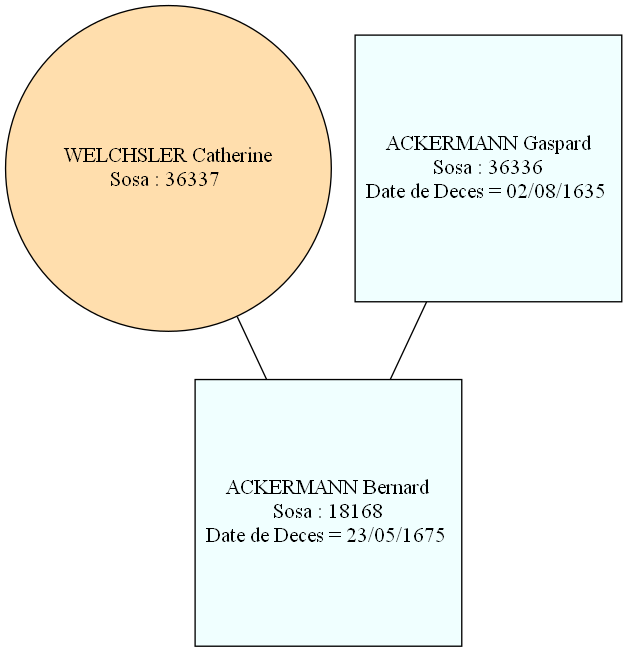 WELCHSLER Catherine
Sosa : 36337
ACKERMANN Gaspard
Sosa : 36336
Date de Deces = 02/08/1635
ACKERMANN Bernard
Sosa : 18168
Date de Deces = 23/05/1675